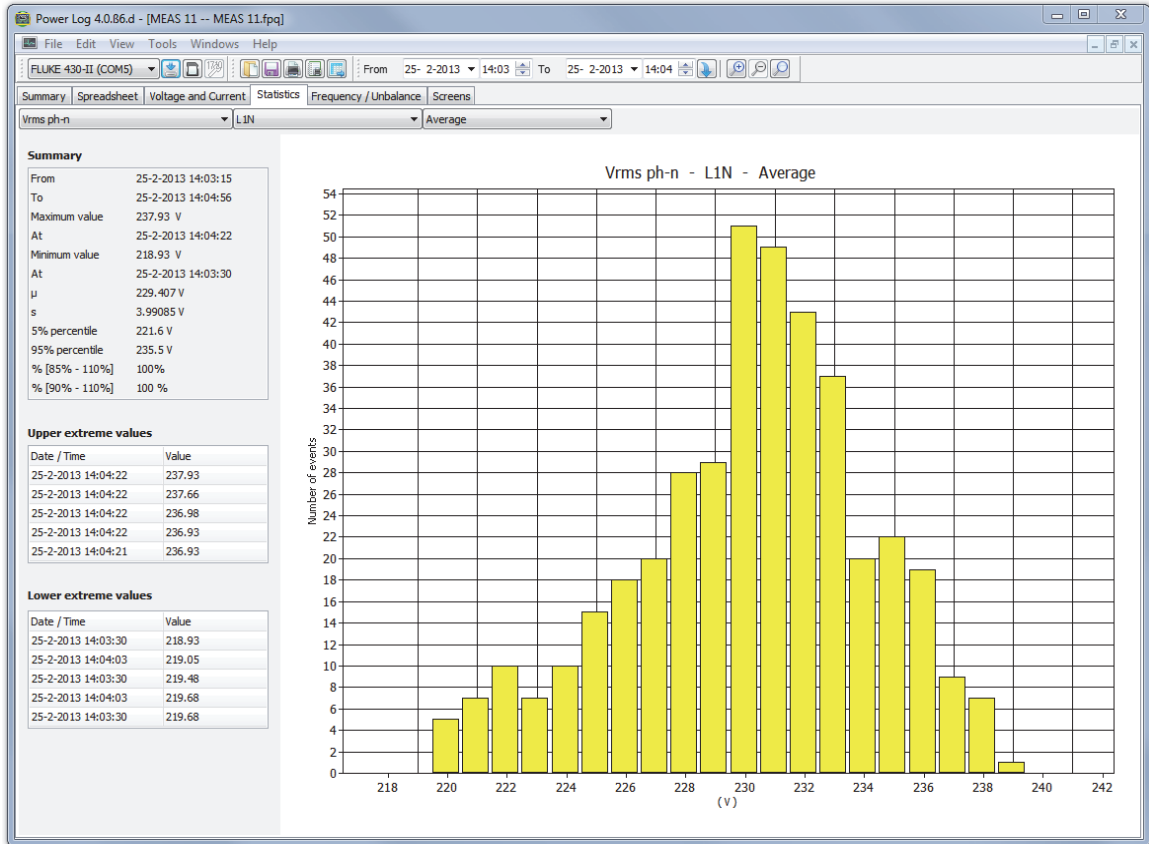 Power Log 4.0.86.d - [MEAS 11 -- MEAS 11.fpq]
File Edit View Tools Windows Help
FLUKE 430-II (COM5) From 25- 2-2013 14:03 To 25- 2-2013 14:04
Summary Spreadsheet Voltage and Current Statistics Frequency / Unbalance Screens
Vrms ph-n L1N Average
Summary
From 25-2-2013 14:03:15
To 25-2-2013 14:04:56
Maximum value 237.93 V
At 25-2-2013 14:04:22
Minimum value 218.93 V
At 25-2-2013 14:03:30
µ 229.407 V
s 3.99085 V
5% percentile 221.6 V
95% percentile 235.5 V
% [85% - 110%] 100%
% [90% - 110%] 100 %
Upper extreme values
Date / Time Value
25-2-2013 14:04:22 237.93
25-2-2013 14:04:22 237.66
25-2-2013 14:04:22 236.98
25-2-2013 14:04:22 236.93
25-2-2013 14:04:21 236.93
Lower extreme values
Date / Time Value
25-2-2013 14:03:30 218.93
25-2-2013 14:04:03 219.05
25-2-2013 14:03:30 219.48
25-2-2013 14:04:03 219.68
25-2-2013 14:03:30 219.68
Vrms ph-n - L1N - Average
Number of events
54
52
50
48
46
44
42
40
38
36
34
32
30
28
26
24
22
20
18
16
14
12
10
8
6
4
2
0
218 220 222 224 226 228 230 232 234 236 238 240 242
(V)